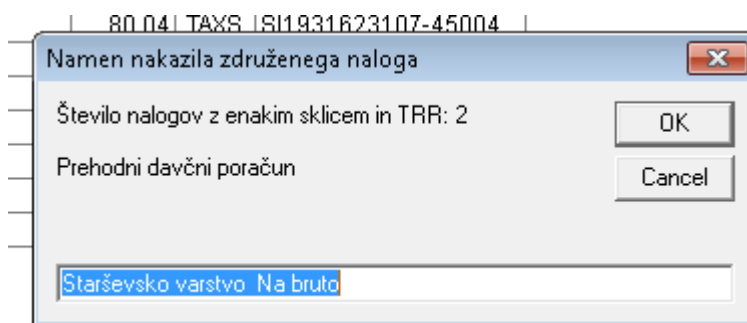 80.04| TAXS |SI1931623107-45004 |
Namen nakazila združenega naloga
Število nalogov z enakim sklicem in TRR: 2
OK
Prehodni davčni poračun
Cancel
Starševsko varstvo Na bruto